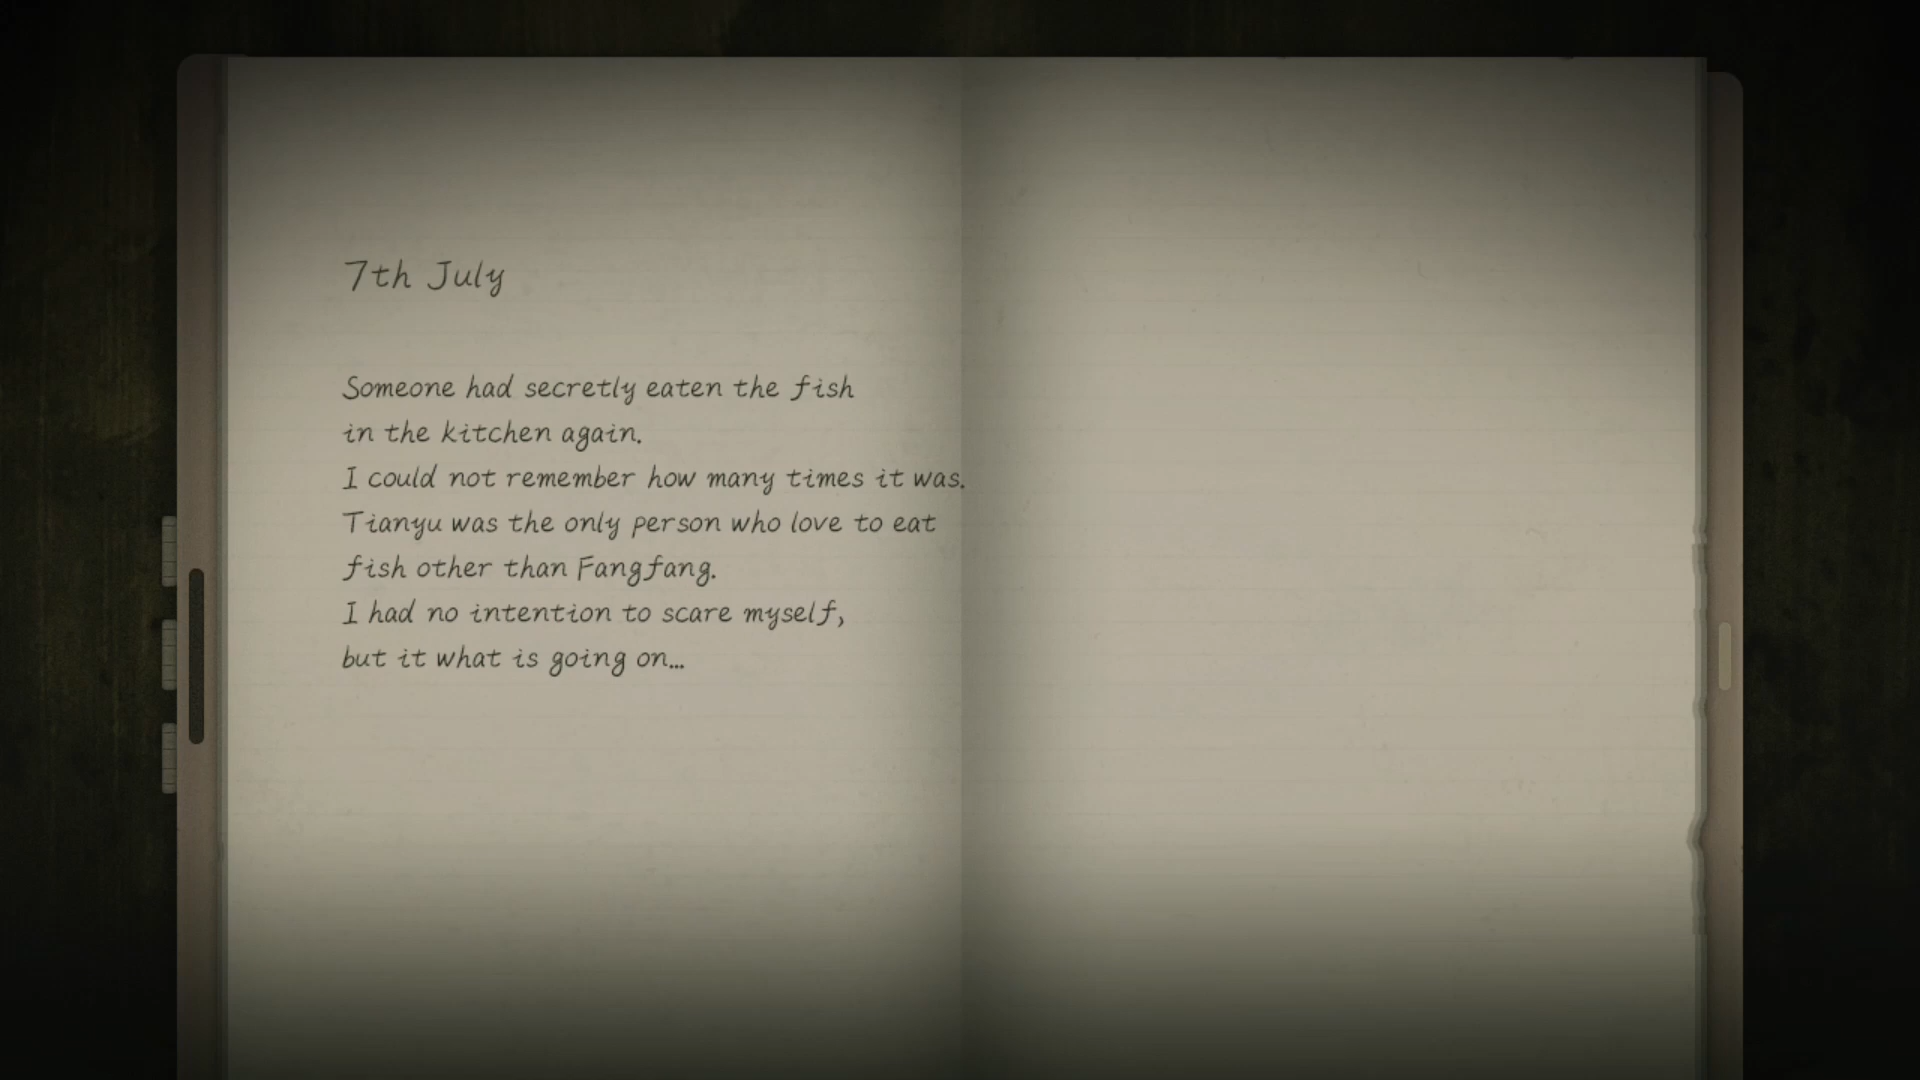 7th July
Someone had secretly eaten the fish
in the kitchen again.
I could not remember how many times it was.
Tianyu was the only person who love to eat
fish other than Fangfang.
I had no intention to scare myself,
but it what is going on...